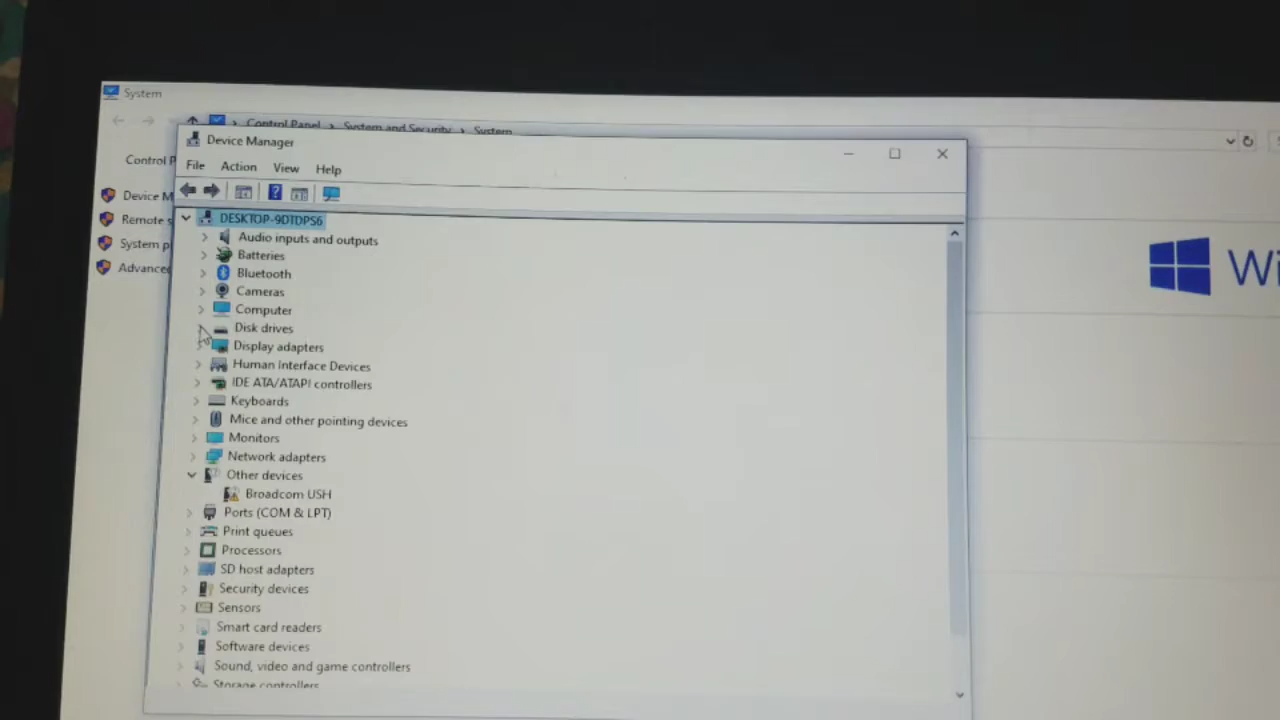 System
Control Panel > System and Security > System
Device Manager
Control P
File Action View Help
Device M
Remote s
System p
Advance
DESKTOP-9DTDPS6
Audio inputs and outputs
Batteries
Bluetooth
Cameras
Computer
Disk drives
Display adapters
Human Interface Devices
IDE ATA/ATAPI controllers
Keyboards
Mice and other pointing devices
Monitors
Network adapters
Other devices
Broadcom USH
Ports (COM & LPT)
Print queues
Processors
SD host adapters
Security devices
Sensors
Smart card readers
Software devices
Sound, video and game controllers
Storage controllers
Wi